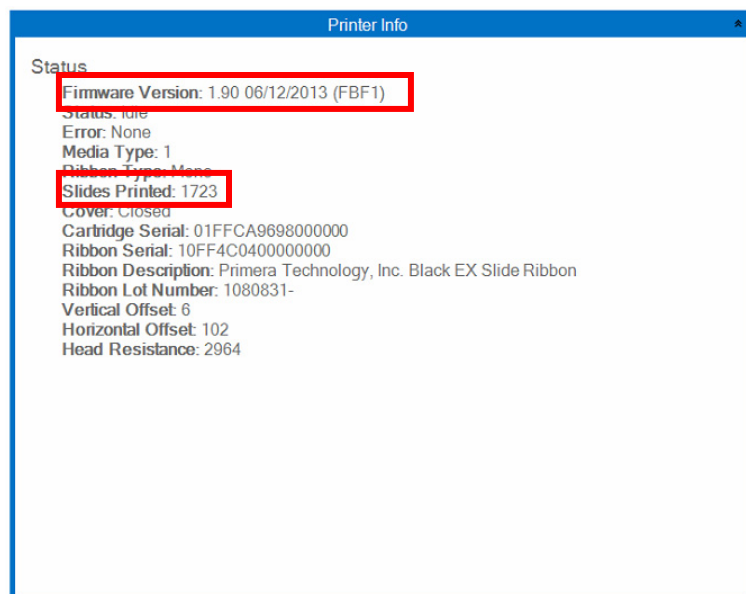 Printer Info
Status
Firmware Version: 1.90 06/12/2013 (FBF1)
Status: Idle
Error: None
Media Type: 1
Ribbon Type: Mono
Slides Printed: 1723
Cover: Closed
Cartridge Serial: 01FFCA9698000000
Ribbon Serial: 10FF4C0400000000
Ribbon Description: Primera Technology, Inc. Black EX Slide Ribbon
Ribbon Lot Number: 1080831-
Vertical Offset: 6
Horizontal Offset: 102
Head Resistance: 2964